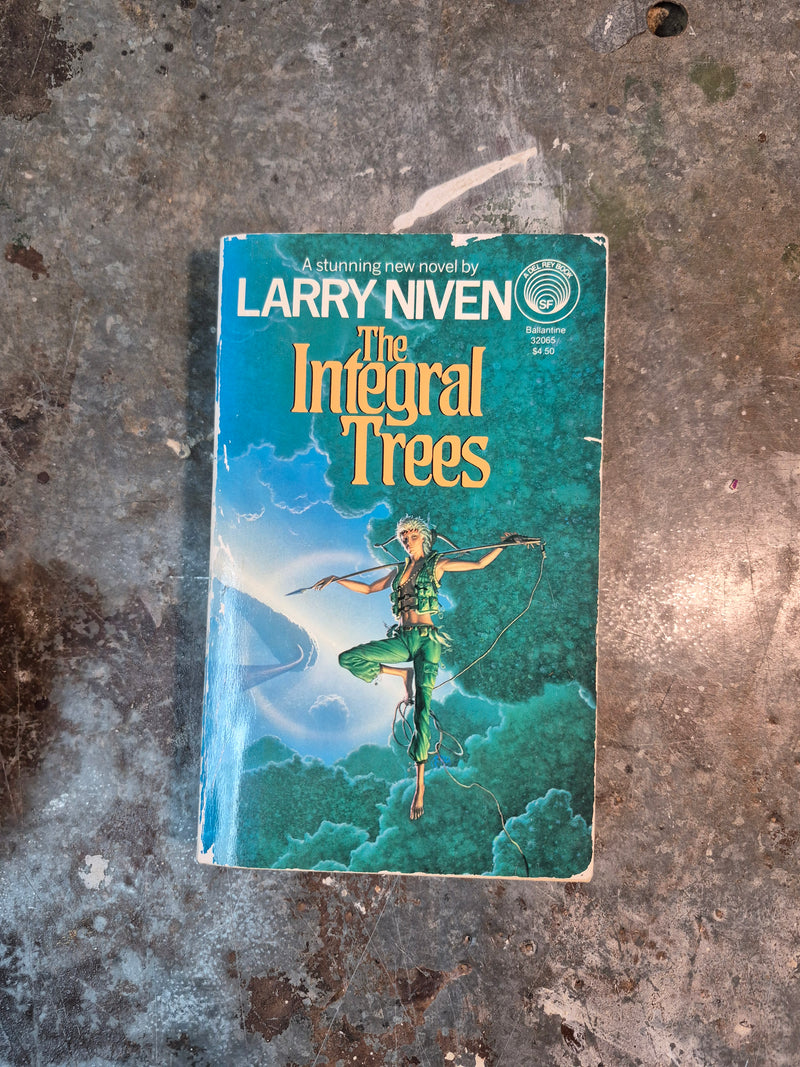 A stunning new novel by
LARRY NIVEN
A DEL REY BOOK
SF
Ballantine
32065
$4.50
The
Integral
Trees